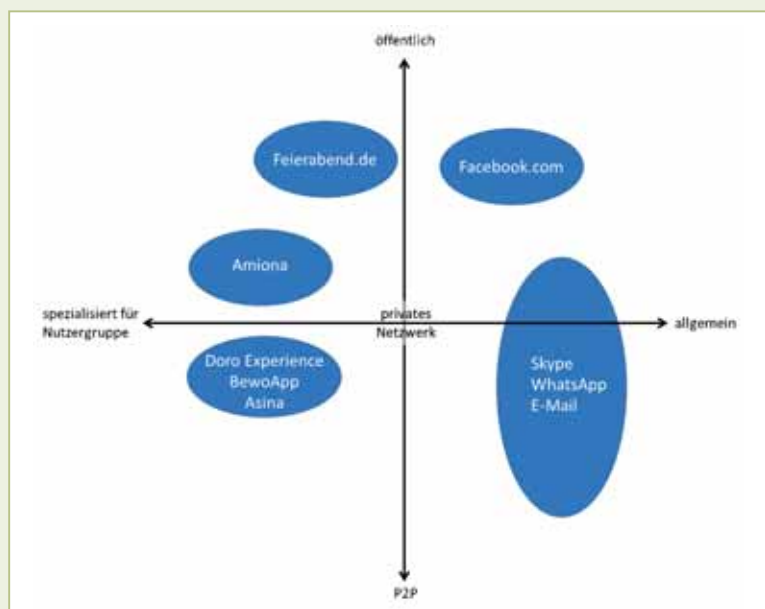 öffentlich
Feierabend.de
Facebook.com
Amiona
spezialisiert für
Nutzergruppe
privates
Netzwerk
allgemein
Doro Experience
BewoApp
Asina
Skype
WhatsApp
E-Mail
P2P